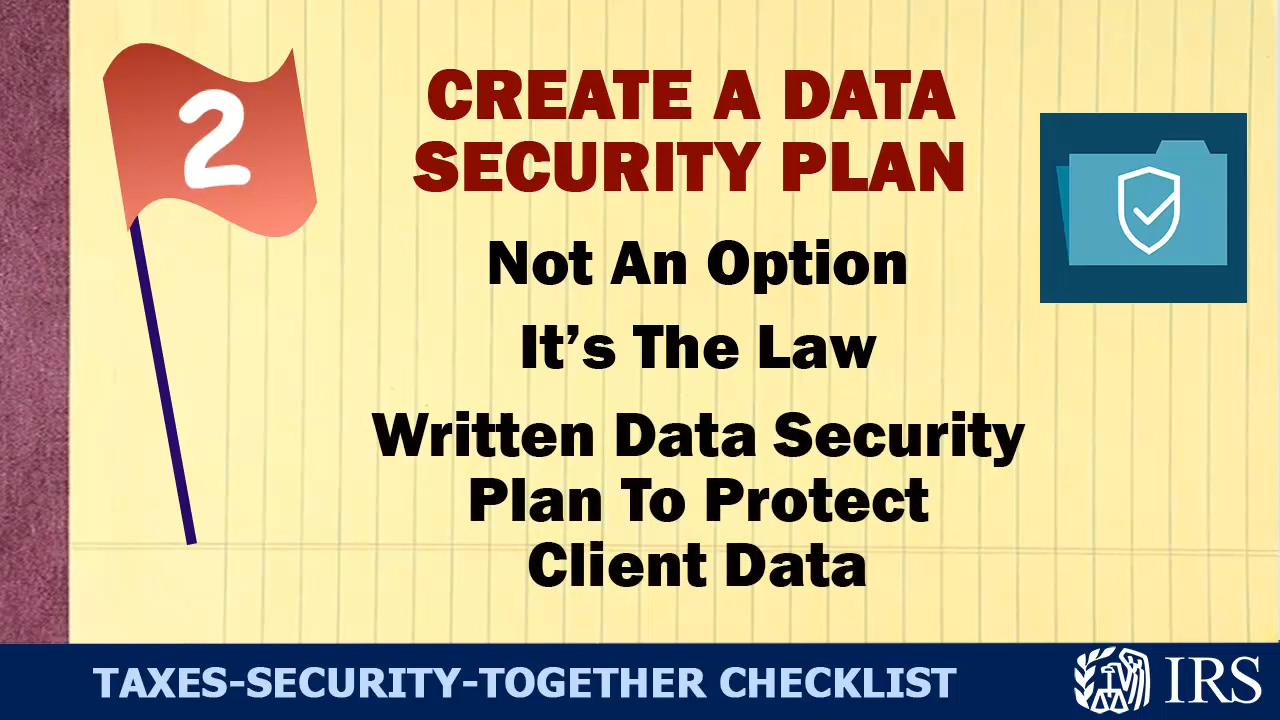 2
CREATE A DATA
SECURITY PLAN
Not An Option
It’s The Law
Written Data Security
Plan To Protect
Client Data
TAXES-SECURITY-TOGETHER CHECKLIST
IRS